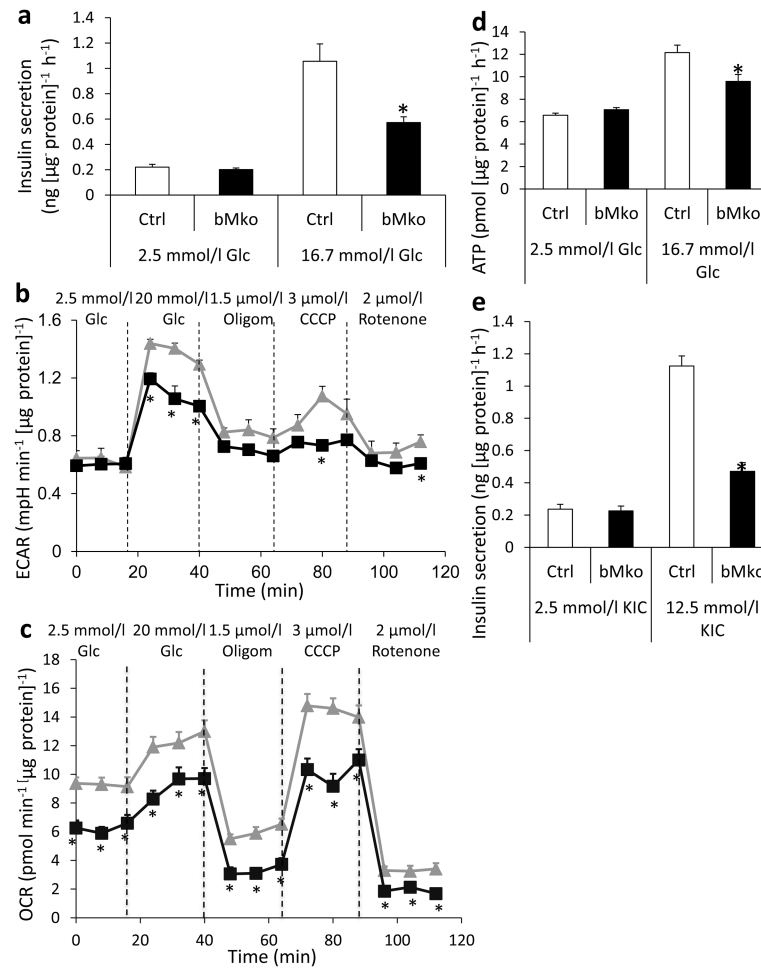 a
Insulin secretion
(ng [µg protein]⁻¹ h⁻¹)
1.4
1.2
1
0.8
0.6
0.4
0.2
0
*
Ctrl bMko Ctrl bMko
2.5 mmol/l Glc 16.7 mmol/l Glc
b
2.5 mmol/l 20 mmol/l 1.5 µmol/l 3 µmol/l 2 µmol/l
Glc Glc Oligom CCCP Rotenone
ECAR (mpH min⁻¹ [µg protein]⁻¹)
1.6
1.2
0.8
0.6
0
* * * * *
0 20 40 60 80 100 120
Time (min)
c
2.5 mmol/l 20 mmol/l 1.5 µmol/l 3 µmol/l 2 µmol/l
Glc Glc Oligom CCCP Rotenone
OCR (pmol min⁻¹ [µg protein]⁻¹)
18
16
14
12
10
8
6
4
2
0
* * * * * * * * * * * * * * *
0 20 40 60 80 100 120
Time (min)
d
ATP (pmol [µg⁻ protein]⁻¹ h⁻¹)
14
12
10
8
6
4
2
0
*
Ctrl bMko Ctrl bMko
2.5 mmol/l Glc 16.7 mmol/l
Glc
e
Insulin secretion (ng [µg protein]⁻¹ h⁻¹)
1.4
1.2
1
0.8
0.6
0.4
0.2
0
*
Ctrl bMko Ctrl bMko
2.5 mmol/l KIC 12.5 mmol/l
KIC